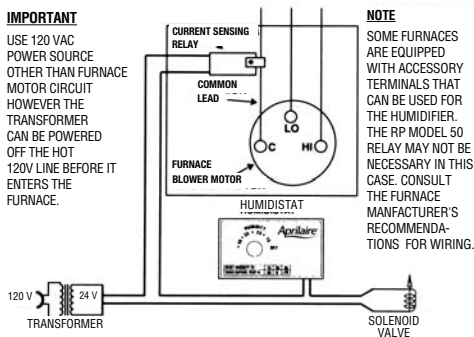 IMPORTANT
USE 120 VAC
POWER SOURCE
OTHER THAN FURNACE
MOTOR CIRCUIT
HOWEVER THE
TRANSFORMER
CAN BE POWERED
OFF THE HOT
120V LINE BEFORE IT
ENTERS THE
FURNACE.
CURRENT SENSING
RELAY
COMMON
LEAD
LO
C
HI
FURNACE
BLOWER MOTOR
NOTE
SOME FURNACES
ARE EQUIPPED
WITH ACCESSORY
TERMINALS THAT
CAN BE USED FOR
THE HUMIDIFIER.
THE RP MODEL 50
RELAY MAY NOT BE
NECESSARY IN THIS
CASE. CONSULT
THE FURNACE
MANFACTURER'S
RECOMMENDA-
TIONS FOR WIRING.
HUMIDISTAT
HUMIDITY
Aprilaire
OFF
120 V
24 V
TRANSFORMER
SOLENOID
VALVE